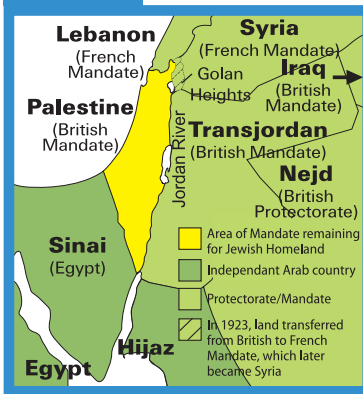 Lebanon
(French
Mandate)
Syria
(French Mandate)
Golan
Heights
Iraq
(British
Mandate)
Palestine
(British
Mandate)
Jordan River
Transjordan
(British Mandate)
Nejd
(British
Protectorate)
Sinai
(Egypt)
Egypt
Hijaz
Area of Mandate remaining
for Jewish Homeland
Independant Arab country
Protectorate/Mandate
In 1923, land transferred
from British to French
Mandate, which later
became Syria